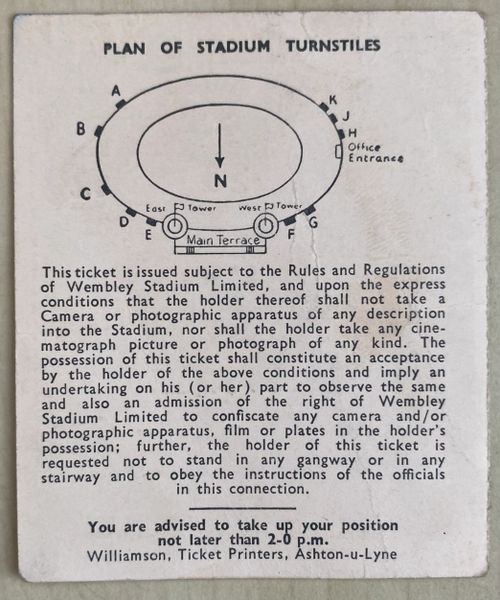 PLAN OF STADIUM TURNSTILES
A
K
J
B
H
Office
Entrance
N
C
East Tower
West Tower
D
G
E
F
Main Terrace
This ticket is issued subject to the Rules and Regulations
of Wembley Stadium Limited, and upon the express
conditions that the holder thereof shall not take a
Camera or photographic apparatus of any description
into the Stadium, nor shall the holder take any cine-
matograph picture or photograph of any kind. The
possession of this ticket shall constitute an acceptance
by the holder of the above conditions and imply an
undertaking on his (or her) part to observe the same
and also an admission of the right of Wembley
Stadium Limited to confiscate any camera and/or
photographic apparatus, film or plates in the holder's
possession; further, the holder of this ticket is
requested not to stand in any gangway or in any
stairway and to obey the instructions of the officials
in this connection.
You are advised to take up your position
not later than 2-0 p.m.
Williamson, Ticket Printers, Ashton-u-Lyne